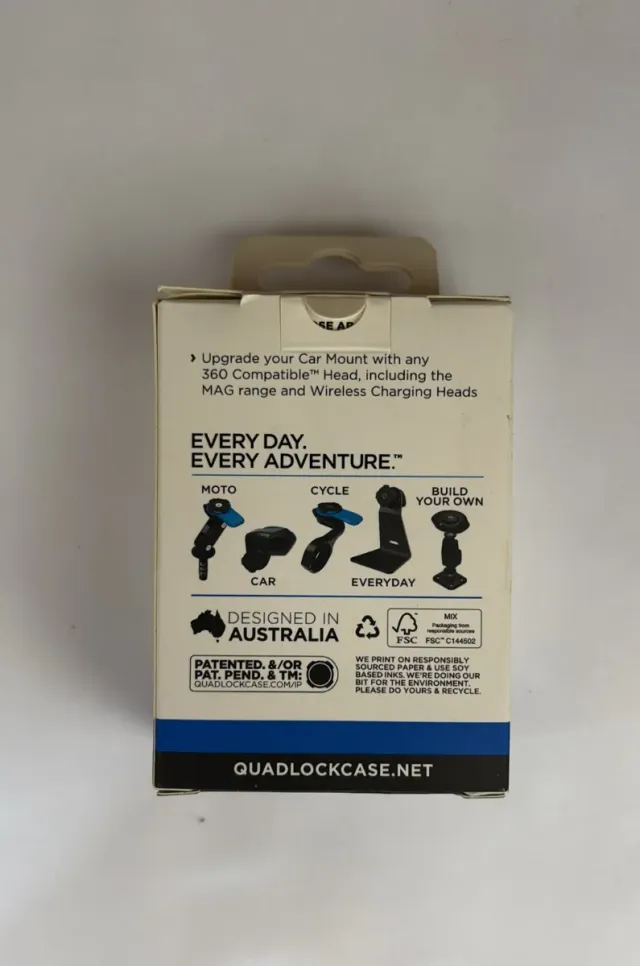 SE AR
› Upgrade your Car Mount with any
360 Compatible™ Head, including the
MAG range and Wireless Charging Heads
EVERY DAY.
EVERY ADVENTURE.™
MOTO
CYCLE
BUILD
YOUR OWN
CAR
EVERYDAY
DESIGNED IN
AUSTRALIA
FSC
MIX
Packaging from
responsible sources
FSC™ C144502
PATENTED. &/OR
PAT. PEND. & TM:
QUADLOCKCASE.COM/IP
WE PRINT ON RESPONSIBLY
SOURCED PAPER & USE SOY
BASED INKS. WE'RE DOING OUR
BIT FOR THE ENVIRONMENT.
PLEASE DO YOURS & RECYCLE.
QUADLOCKCASE.NET